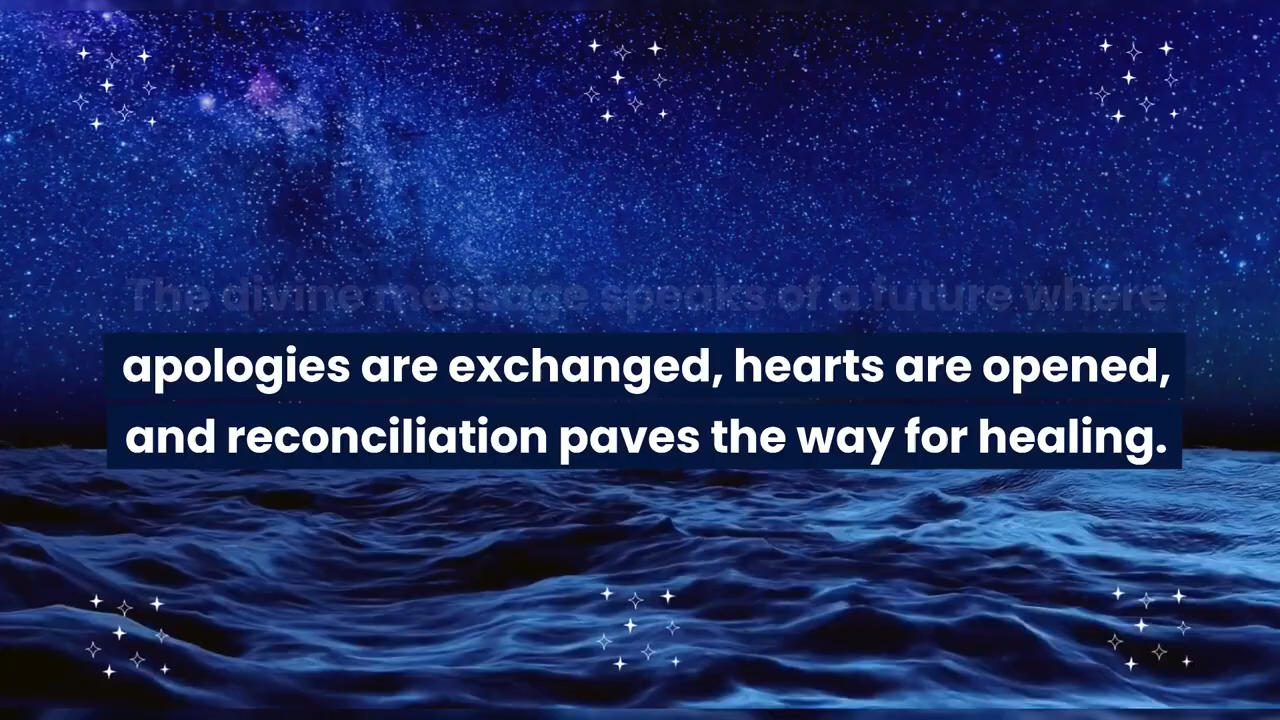 The divine message speaks of a future where
apologies are exchanged, hearts are opened,
and reconciliation paves the way for healing.